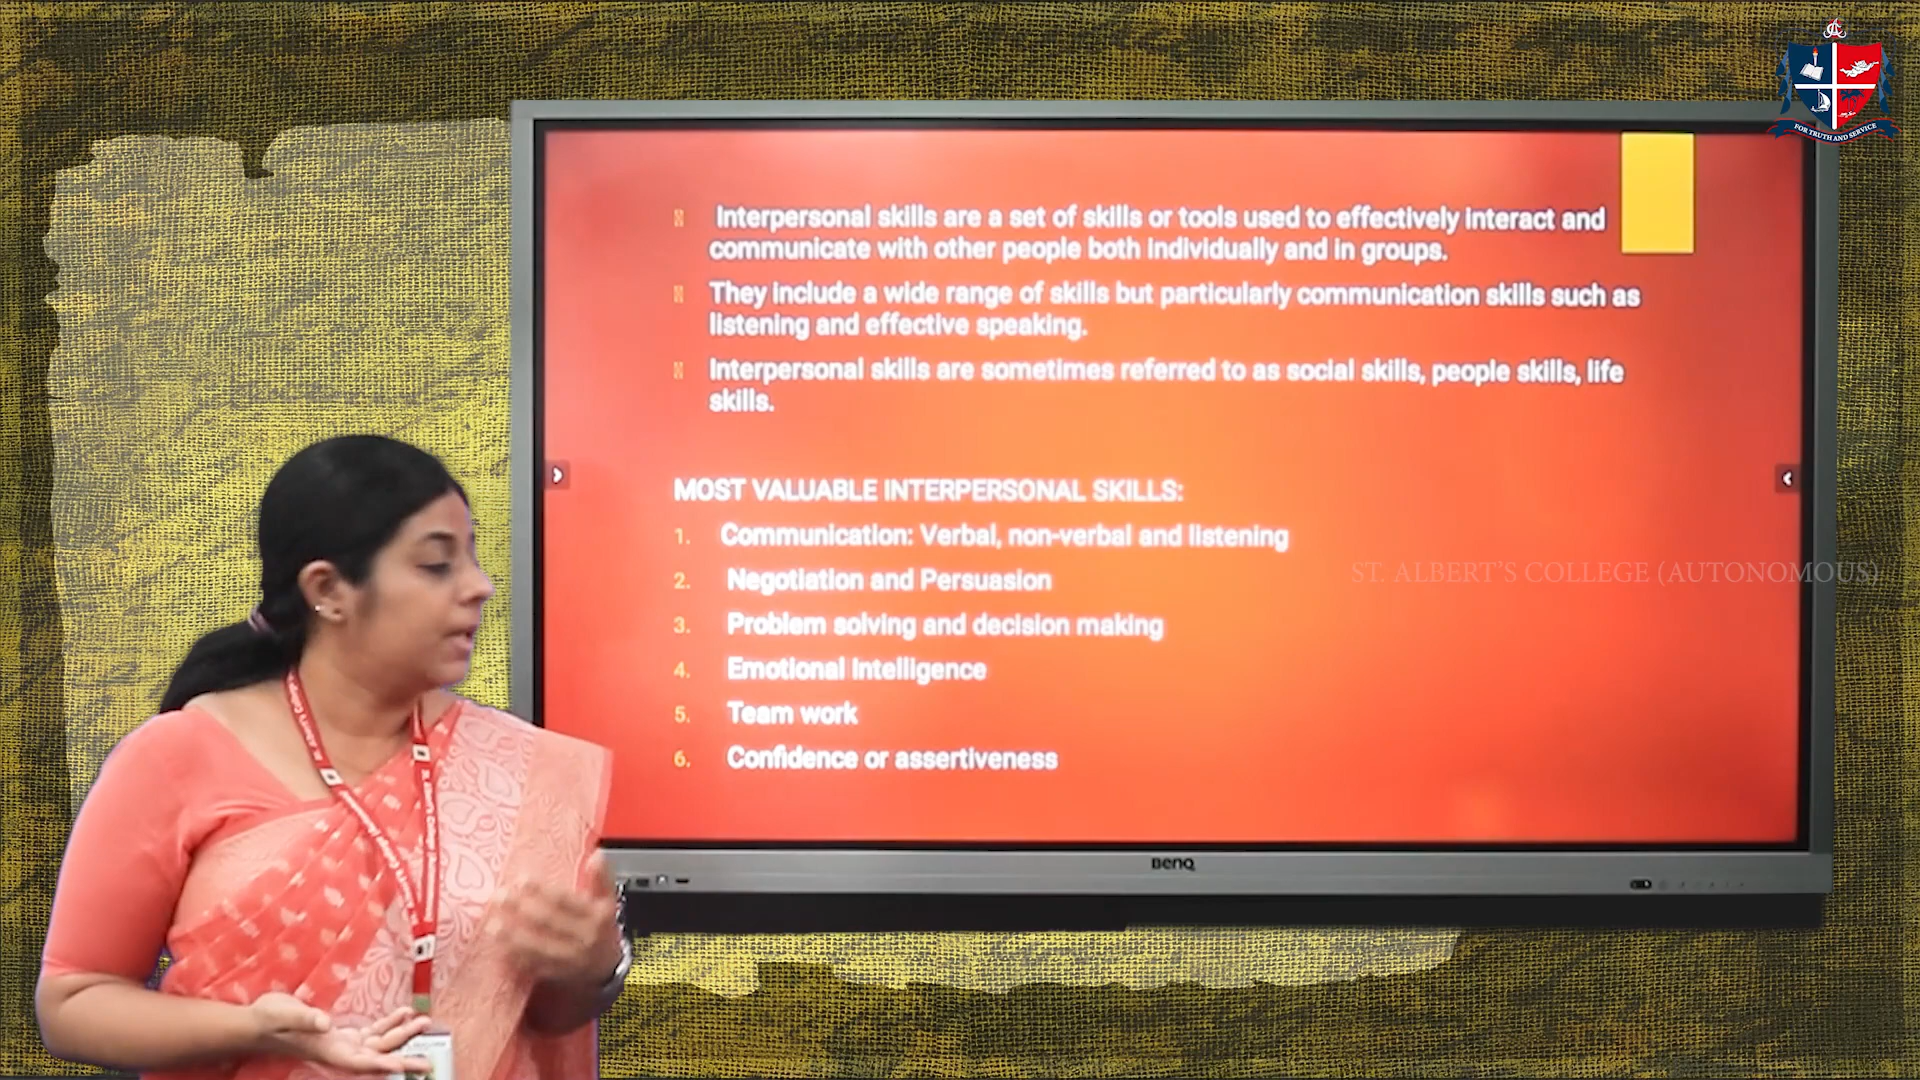 FOR TRUTH AND SERVICE
Interpersonal skills are a set of skills or tools used to effectively interact and
communicate with other people both individually and in groups.
They include a wide range of skills but particularly communication skills such as
listening and effective speaking.
Interpersonal skills are sometimes referred to as social skills, people skills, life
skills.
MOST VALUABLE INTERPERSONAL SKILLS:
1. Communication: Verbal, non-verbal and listening
2. Negotiation and Persuasion
3. Problem solving and decision making
4. Emotional Intelligence
5. Team work
6. Confidence or assertiveness
ST. ALBERT'S COLLEGE (AUTONOMOUS)
BenQ